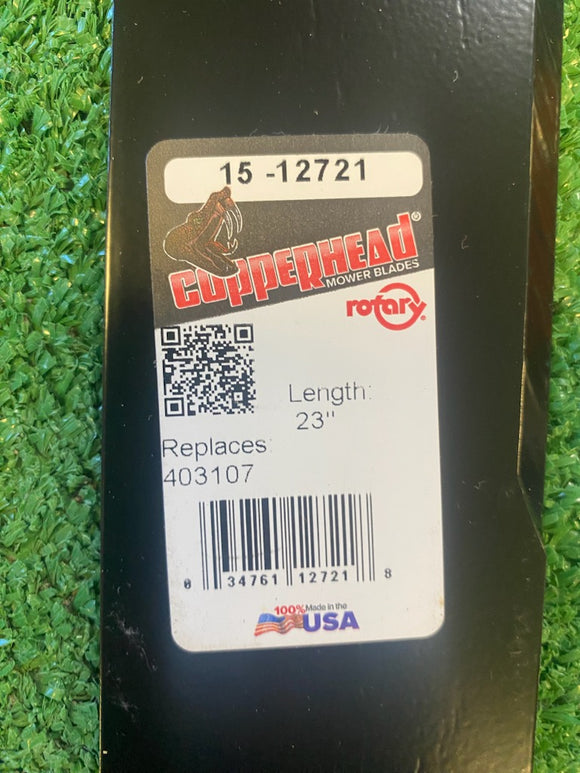 15 -12721
COPPERHEAD®
MOWER BLADES
rotary®
Length:
23"
Replaces
403107
0 34761 12721 8
100% Made in the
USA